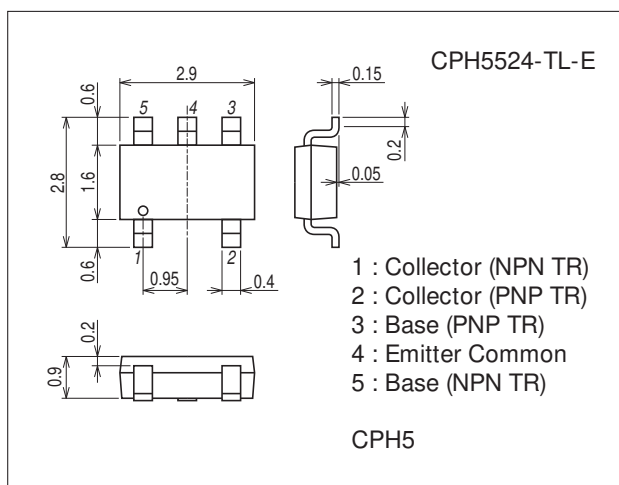 CPH5524-TL-E
2.9
0.15
0.6
5
4
3
0.2
2.8
1.6
0.05
0.6
1
2
0.95
0.4
1 : Collector (NPN TR)
2 : Collector (PNP TR)
3 : Base (PNP TR)
4 : Emitter Common
5 : Base (NPN TR)
0.2
0.9
CPH5